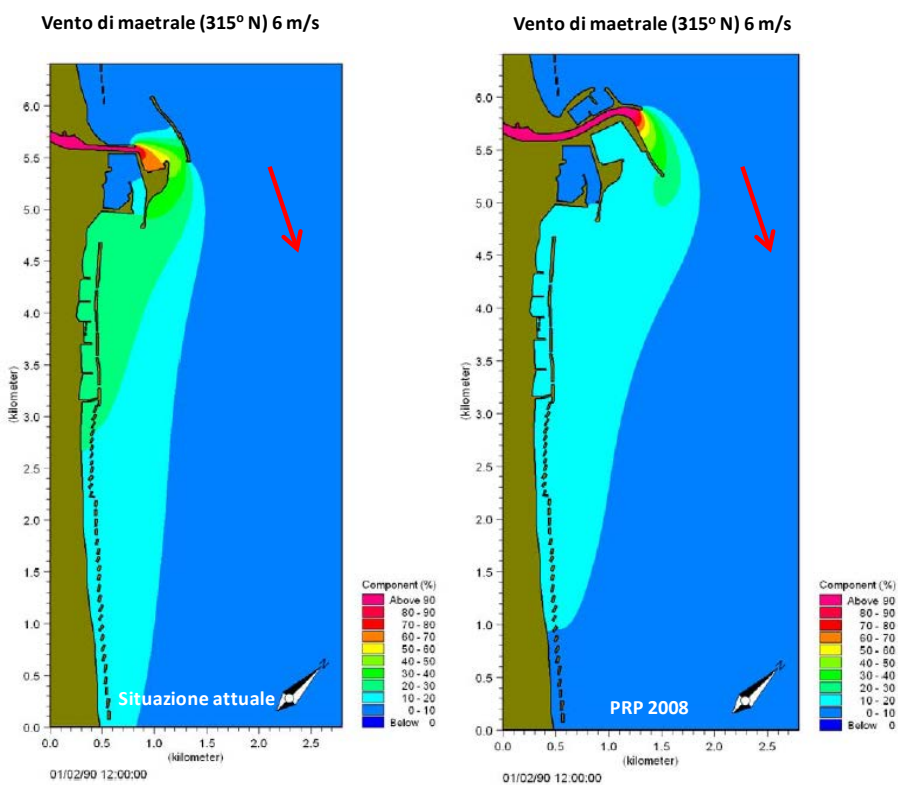 Vento di maetrale (315° N) 6 m/s
6.0
5.5
5.0
4.5
4.0
3.5
3.0
2.5
2.0
1.5
1.0
0.5
0.0
(kilometer)
0.0 0.5 1.0 1.5 2.0 2.5
(kilometer)
01/02/90 12:00:00
Situazione attuale
N
Component (%)
Above 90
80 - 90
70 - 80
60 - 70
50 - 60
40 - 50
30 - 40
20 - 30
10 - 20
0 - 10
Below 0
Vento di maetrale (315° N) 6 m/s
6.0
5.5
5.0
4.5
4.0
3.5
3.0
2.5
2.0
1.5
1.0
0.5
0.0
(kilometer)
0.0 0.5 1.0 1.5 2.0 2.5
(kilometer)
01/02/90 12:00:00
PRP 2008
N
Component (%)
Above 90
80 - 90
70 - 80
60 - 70
50 - 60
40 - 50
30 - 40
20 - 30
10 - 20
0 - 10
Below 0